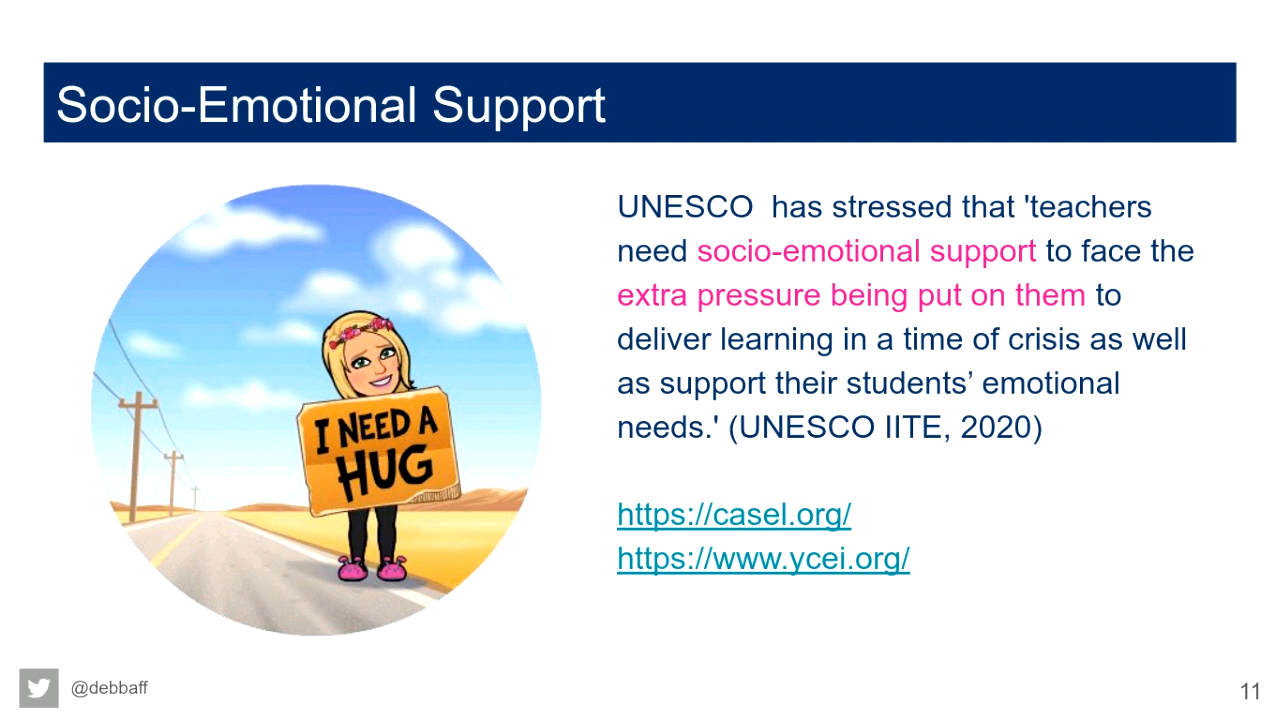 Socio-Emotional Support
I NEED A
HUG
UNESCO  has stressed that 'teachers
need socio-emotional support to face the
extra pressure being put on them to
deliver learning in a time of crisis as well
as support their students’ emotional
needs.' (UNESCO IITE, 2020)
https://casel.org/
https://www.ycei.org/
@debbaff
11